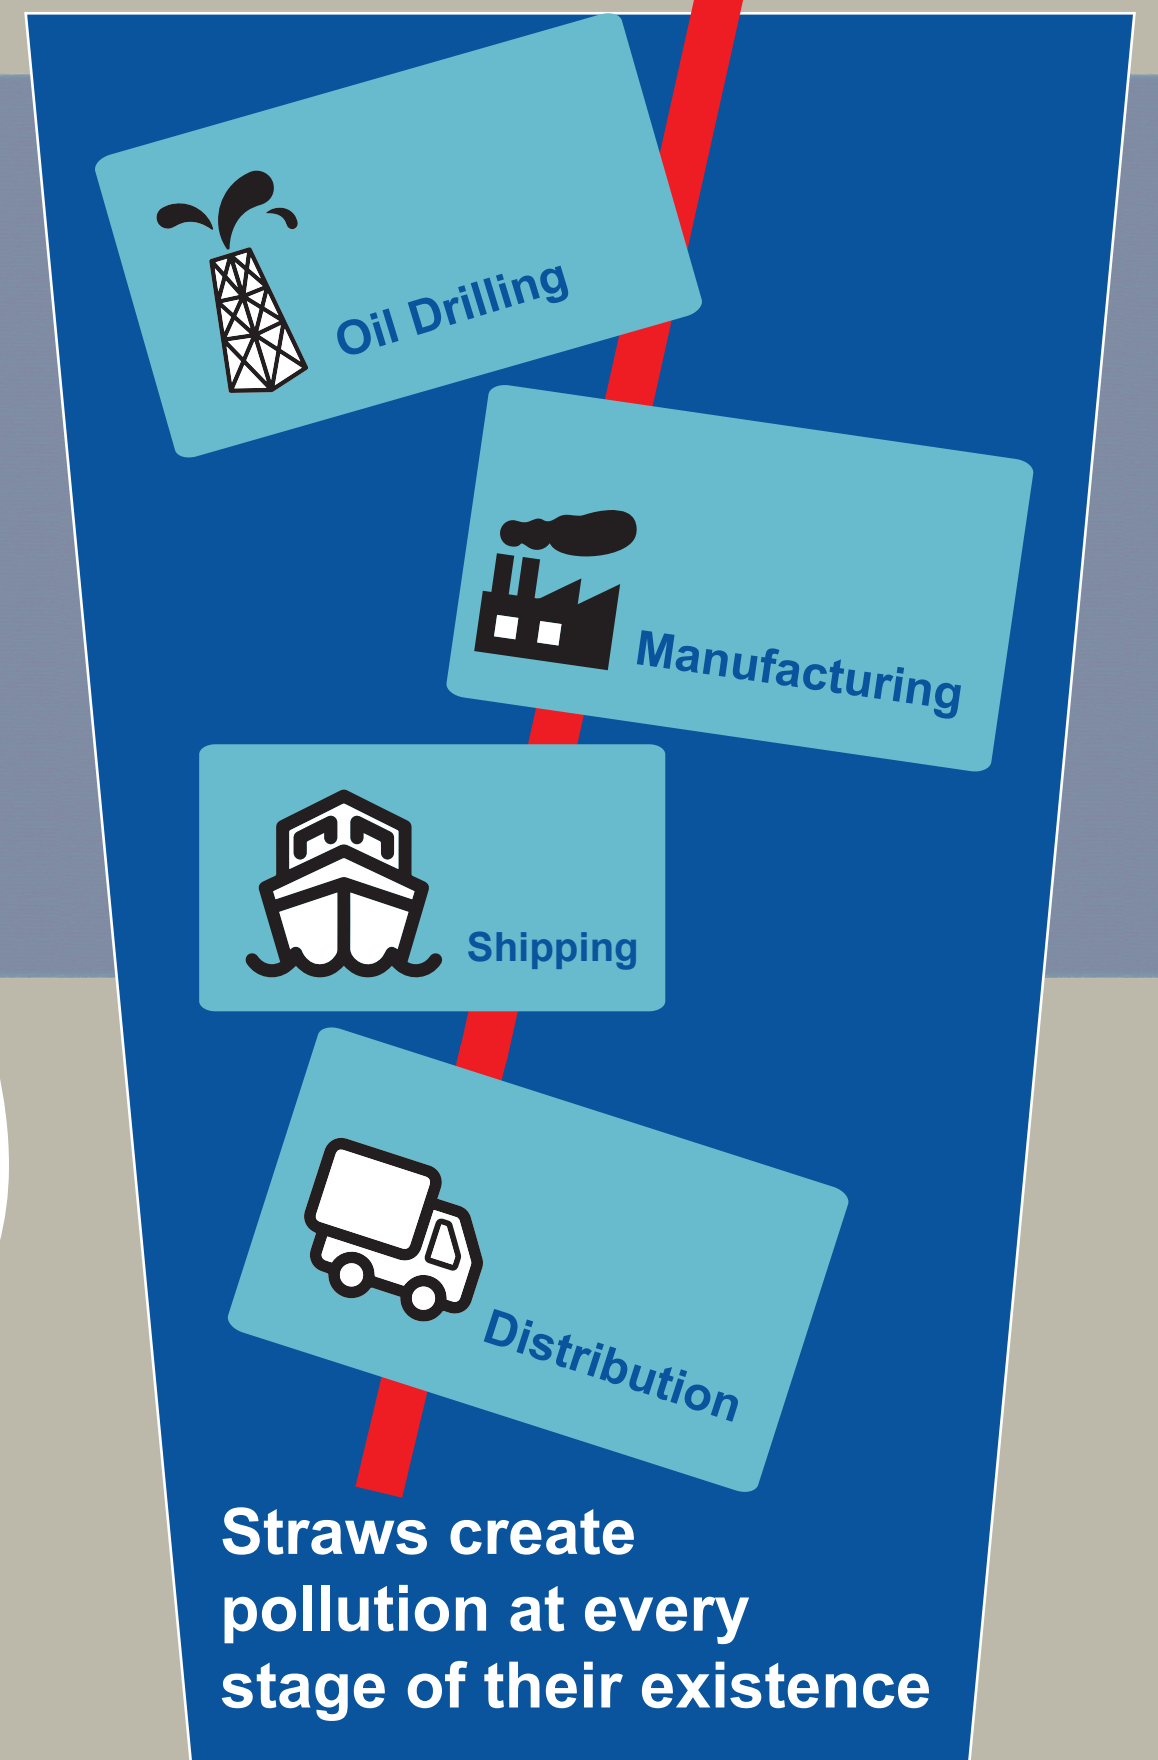 Oil Drilling
Manufacturing
Shipping
Distribution
Straws create
pollution at every
stage of their existence